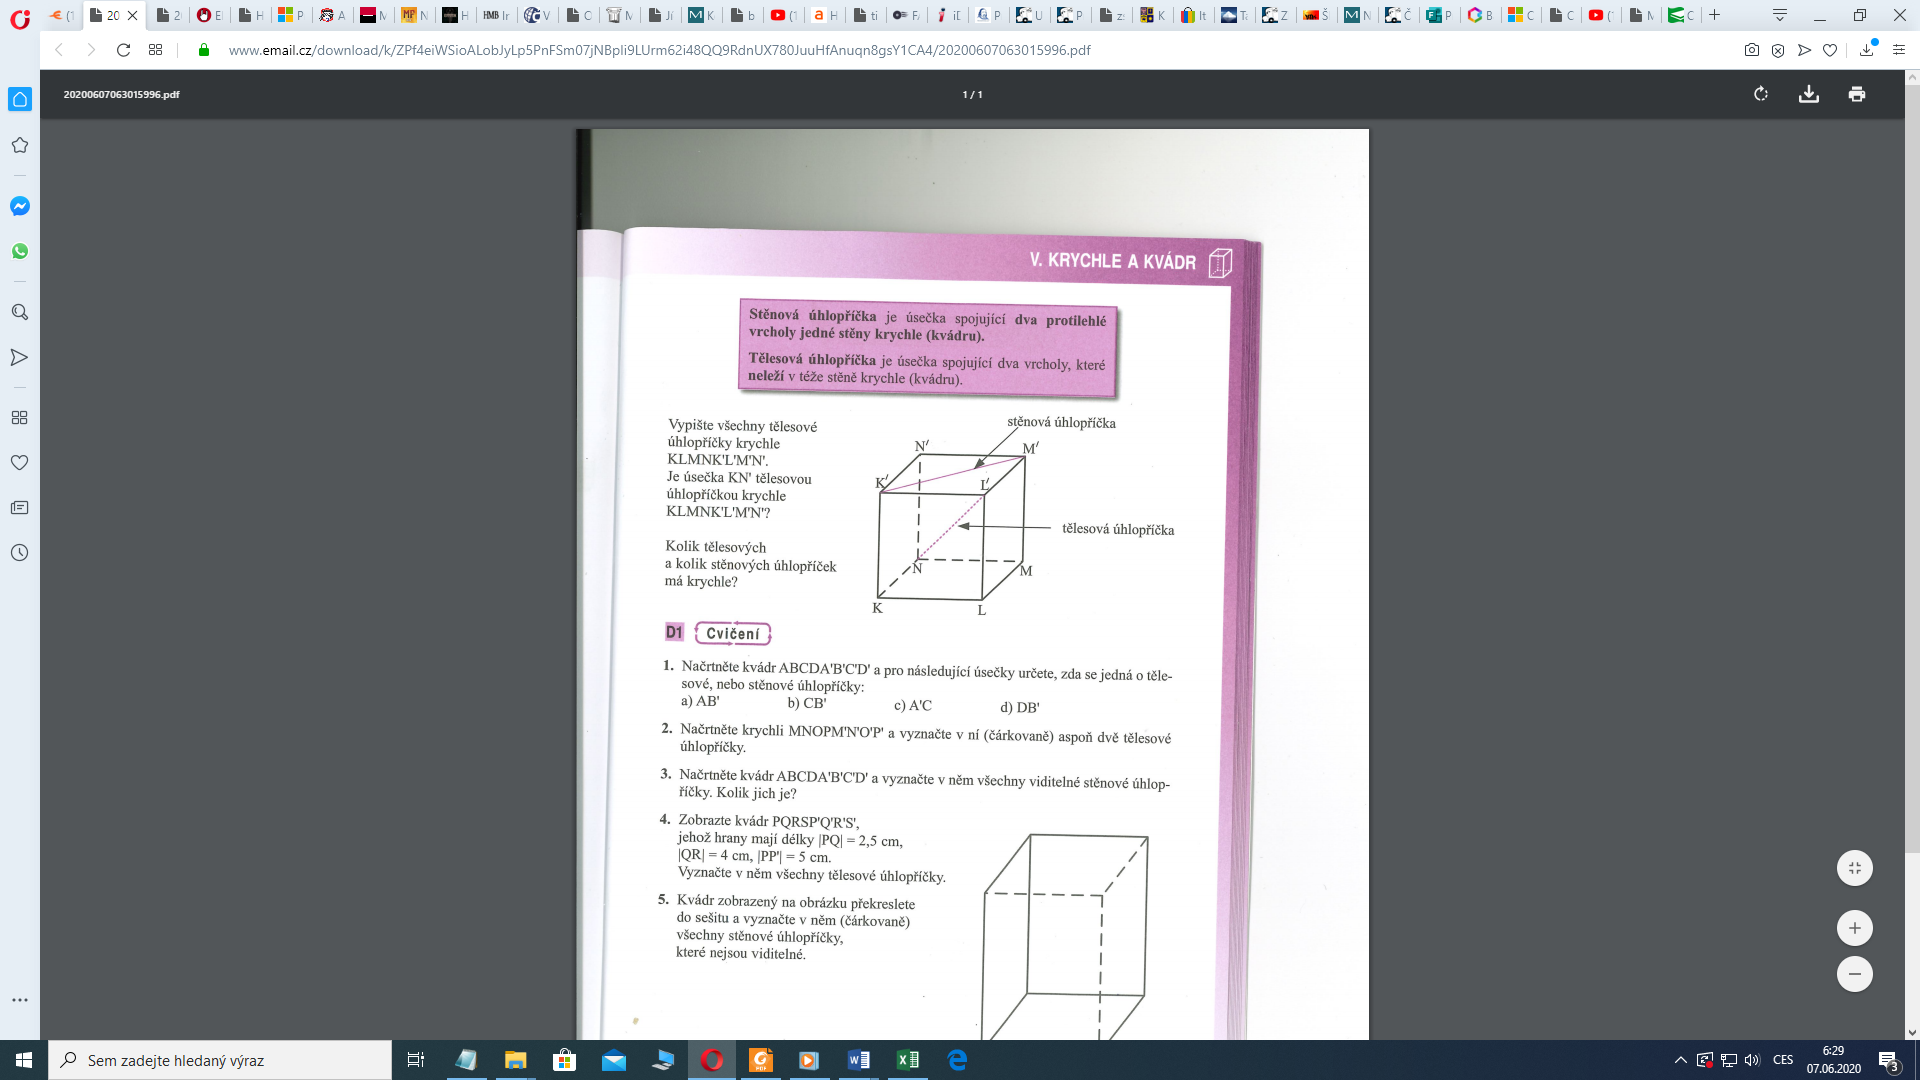 www.email.cz/download/k/ZPf4eiWSioALobJyLp5PnFSm07jNBpli9LUrm62i48QQ9RdnUX780JuuHfAnuqn8gsY1CA4/20200607063015996.pdf
20200607063015996.pdf
1 / 1
V. KRYCHLE A KVÁDR
Stěnová úhlopříčka je úsečka spojující dva protilehlé
vrcholy jedné stěny krychle (kvádru).
Tělesová úhlopříčka je úsečka spojující dva vrcholy, které
neleží v téže stěně krychle (kvádru).
Vypište všechny tělesové
úhlopříčky krychle
KLMNK'L'M'N'.
Je úsečka KN' tělesovou
úhlopříčkou krychle
KLMNK'L'M'N'?
Kolik tělesových
a kolik stěnových úhlopříček
má krychle?
stěnová úhlopříčka
N'
M'
K'
L'
tělesová úhlopříčka
N
M
K
L
D1 Cvičení
1. Načrtněte kvádr ABCDA'B'C'D' a pro následující úsečky určete, zda se jedná o těle-
sové, nebo stěnové úhlopříčky:
a) AB' b) CB' c) A'C d) DB'
2. Načrtněte krychli MNOPM'N'O'P' a vyznačte v ní (čárkovaně) aspoň dvě tělesové
úhlopříčky.
3. Načrtněte kvádr ABCDA'B'C'D' a vyznačte v něm všechny viditelné stěnové úhlop-
říčky. Kolik jich je?
4. Zobrazte kvádr PQRSP'Q'R'S',
jehož hrany mají délky |PQ| = 2,5 cm,
|QR| = 4 cm, |PP'| = 5 cm.
Vyznačte v něm všechny tělesové úhlopříčky.
5. Kvádr zobrazený na obrázku překreslete
do sešitu a vyznačte v něm (čárkovaně)
všechny stěnové úhlopříčky,
které nejsou viditelné.
Sem zadejte hledaný výraz
CES
6:29
07.06.2020
3